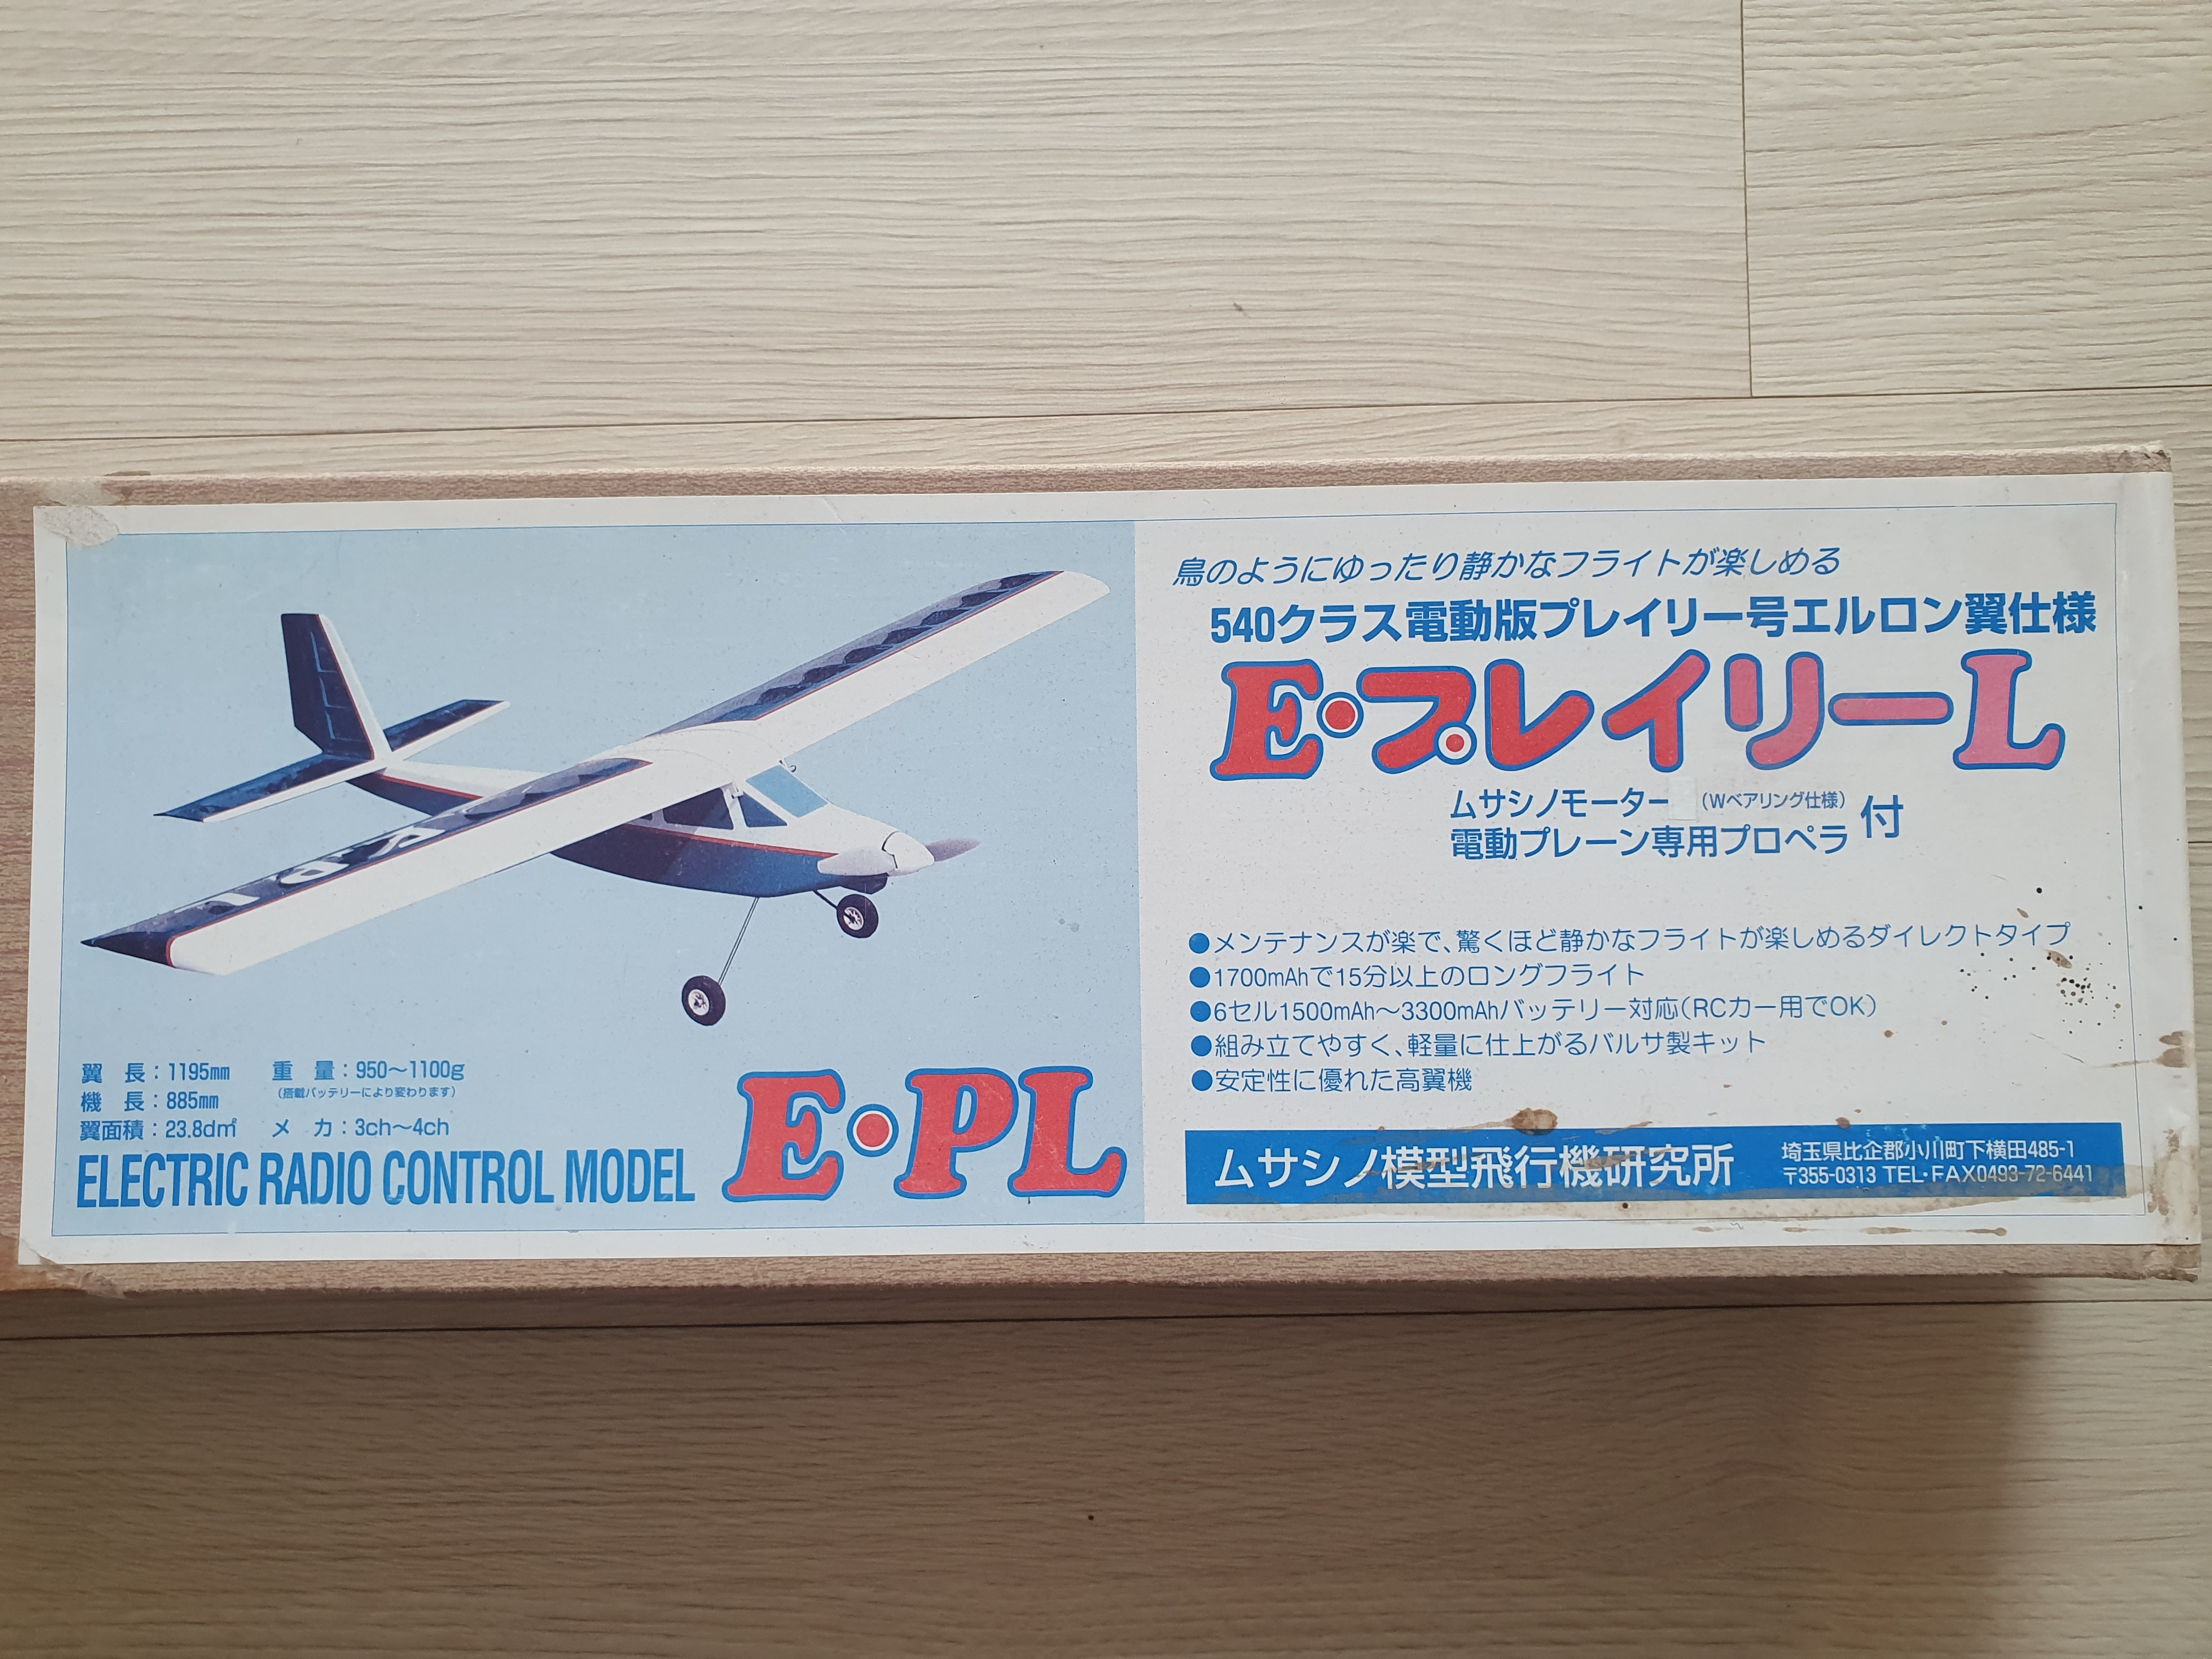 翼　長：1195mm　重　量：950〜1100g
（搭載バッテリーにより変わります）
機　長：885mm
翼面積：23.8d㎡　メ　カ：3ch〜4ch
ELECTRIC RADIO CONTROL MODEL
E・PL
鳥のようにゆったり静かなフライトが楽しめる
540クラス電動版プレイリー号エルロン翼仕様
E・プレイリーL
ムサシノモーター（Wベアリング仕様）
電動プレーン専用プロペラ 付
●メンテナンスが楽で、驚くほど静かなフライトが楽しめるダイレクトタイプ
●1700mAhで15分以上のロングフライト
●6セル1500mAh〜3300mAhバッテリー対応（RCカー用でOK）
●組み立てやすく、軽量に仕上がるバルサ製キット
●安定性に優れた高翼機
ムサシノ模型飛行機研究所
埼玉県比企郡小川町下横田485-1
〒355-0313 TEL・FAX0493-72-6441